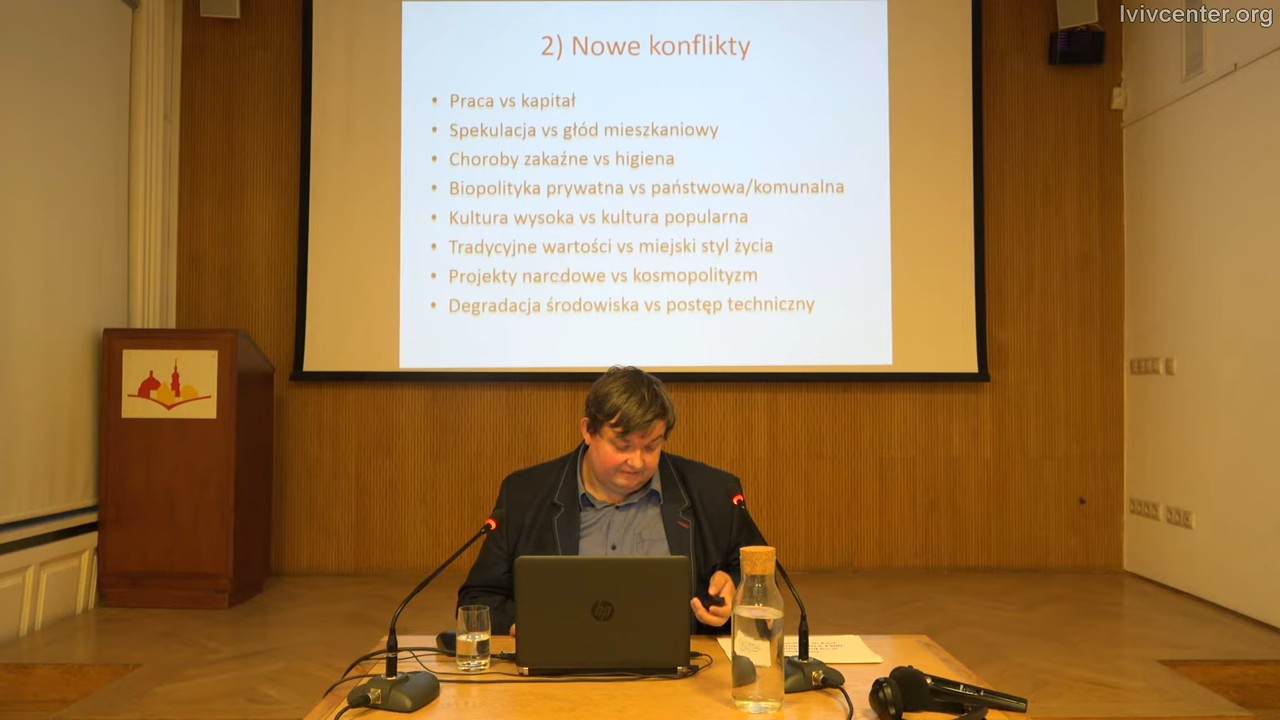 lvivcenter.org
2) Nowe konflikty
• Praca vs kapitał
• Spekulacja vs głód mieszkaniowy
• Choroby zakaźne vs higiena
• Biopolityka prywatna vs państwowa/komunalna
• Kultura wysoka vs kultura popularna
• Tradycyjne wartości vs miejski styl życia
• Projekty narodowe vs kosmopolityzm
• Degradacja środowiska vs postęp techniczny
hp